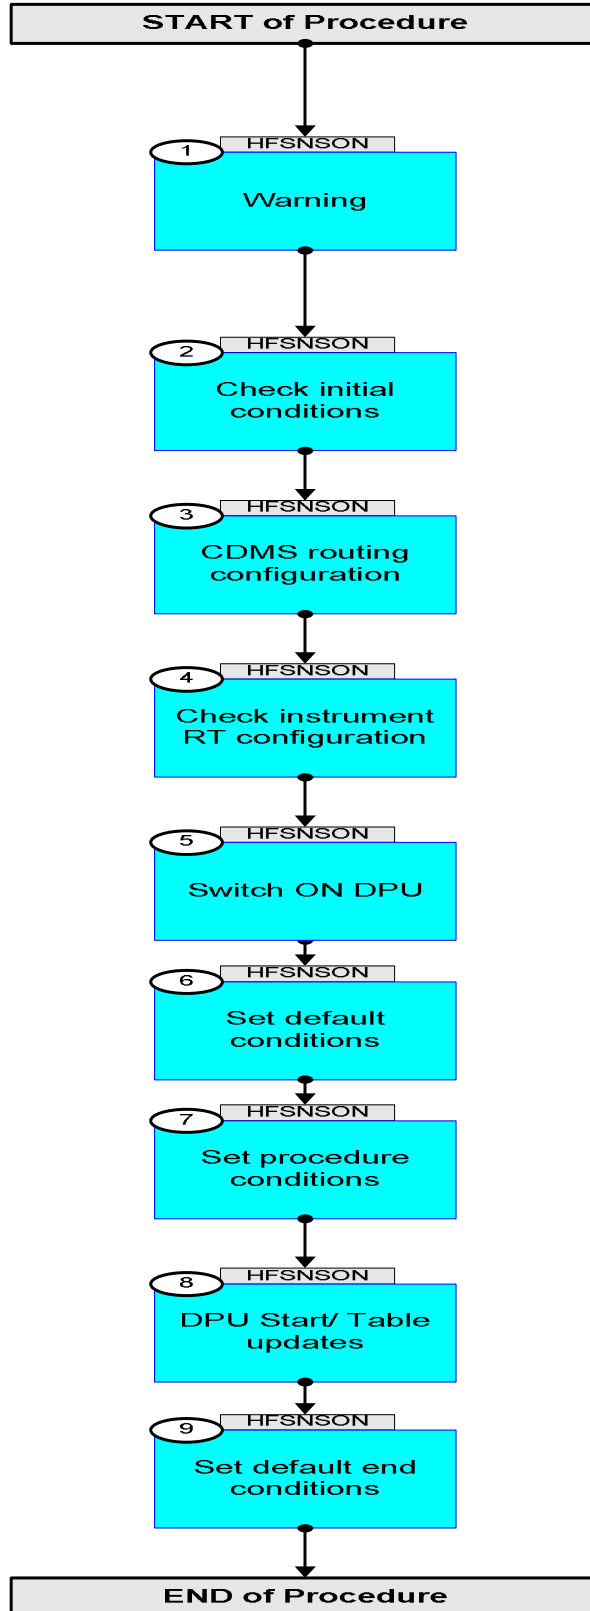 START of Procedure
HFSNSON
1
Warning
HFSNSON
2
Check initial
conditions
HFSNSON
3
CDMS routing
configuration
HFSNSON
4
Check instrument
RT configuration
HFSNSON
5
Switch ON DPU
HFSNSON
6
Set default
conditions
HFSNSON
7
Set procedure
conditions
HFSNSON
8
DPU Start/ Table
updates
HFSNSON
9
Set default end
conditions
END of Procedure